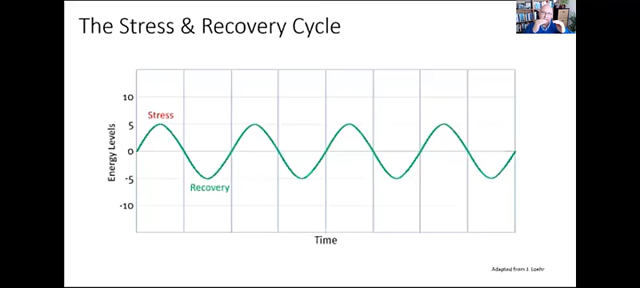 The Stress & Recovery Cycle
Stress
10
5
0
-5
-10
Energy Levels
Recovery
Time
Adapted from J. Loehr